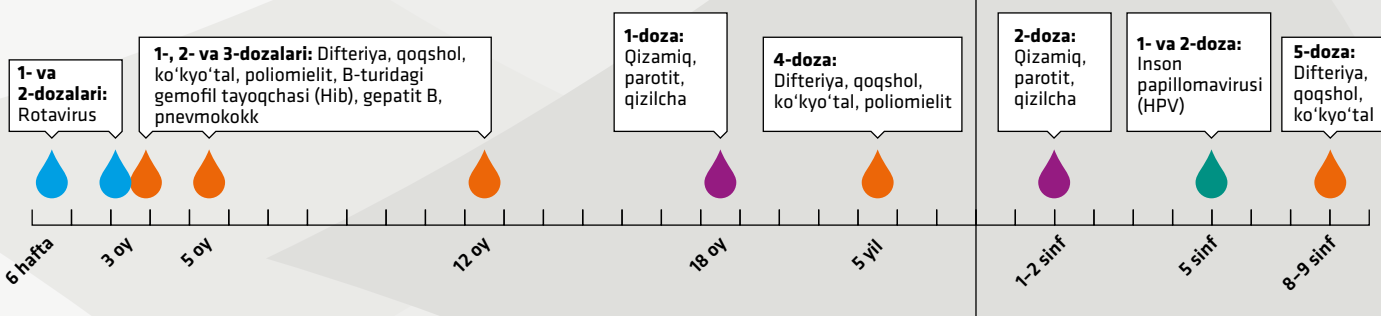 1- va
2-dozalari:
Rotavirus
1-, 2- va 3-dozalari: Difteriya, qoqshol,
ko‘kyo‘tal, poliomielit, B-turidagi
gemofil tayoqchasi (Hib), gepatit B,
pnevmokokk
1-doza:
Qizamiq,
parotit,
qizilcha
4-doza:
Difteriya, qoqshol,
ko‘kyo‘tal, poliomielit
2-doza:
Qizamiq,
parotit,
qizilcha
1- va 2-doza:
Inson
papillomavirusi
(HPV)
5-doza:
Difteriya,
qoqshol,
ko‘kyo‘tal
6 hafta
3 oy
5 oy
12 oy
18 oy
5 yil
1–2 sinf
5 sinf
8–9 sinf